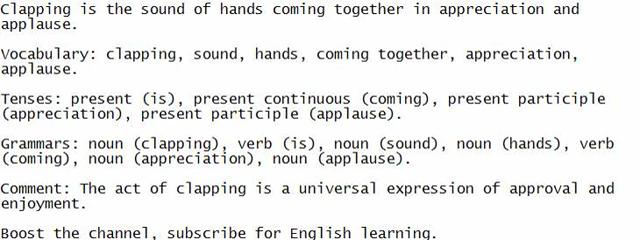 Clapping is the sound of hands coming together in appreciation and
applause.
Vocabulary: clapping, sound, hands, coming together, appreciation,
applause.
Tenses: present (is), present continuous (coming), present participle
(appreciation), present participle (applause).
Grammars: noun (clapping), verb (is), noun (sound), noun (hands), verb
(coming), noun (appreciation), noun (applause).
Comment: The act of clapping is a universal expression of approval and
enjoyment.
Boost the channel, subscribe for English learning.